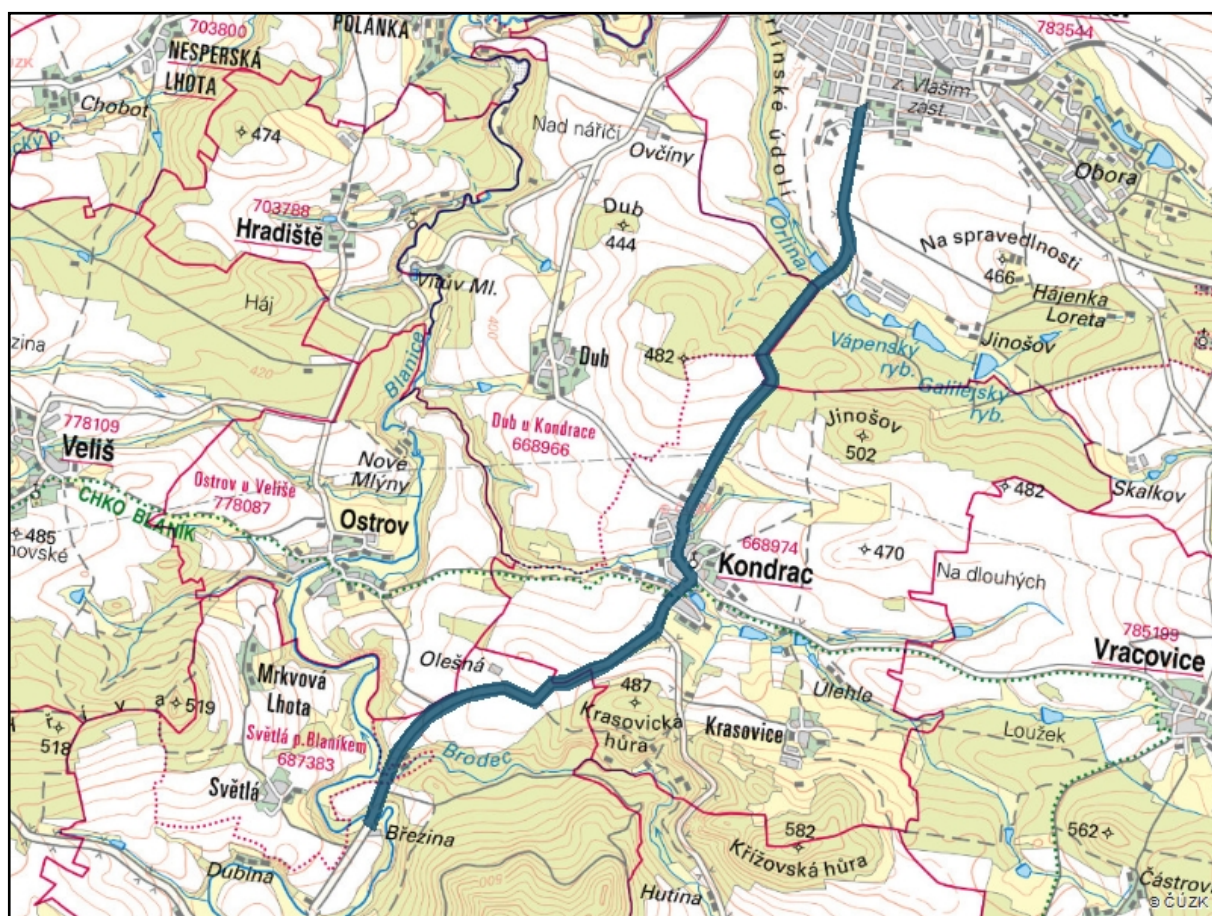 703800
POLÁNKA
783544
NESPERSKÁ
LHOTA
z. Vlašim
zast.
Chobot
474
Nad náříčí
Ovčíny
Obora
703788
Hradiště
Dub
444
Orlina
Na spravedlnosti
466
Hájenka
Loreta
Háj
Vítův Ml.
400
Jinošov
Vápenský
ryb.
482
Dub
420
Blanice
Galilejský
ryb.
778109
Veliš
Dub u Kondrace
668966
Jinošov
502
Nové
Mlýny
Ostrov u Veliše
778087
482
Skalkov
CHKO BLANÍK
Ostrov
485
668974
470
Kondrac
Na dlouhých
785199
Vracovice
Olešná
Mrkvová
Lhota
519
518
487
Krasovická
hůra
Úlehle
Krasovice
Loužek
Světlá p.Blaníkem
687383
Brodec
Světlá
Březina
582
562
Křížovská hůra
Dubina
500
Hutina
Částrov
© ČÚZK